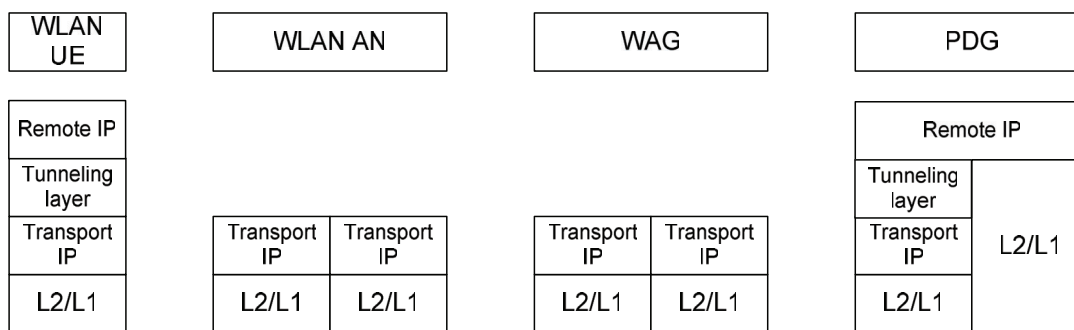 WLAN
UE
WLAN AN
WAG
PDG
Remote IP
Remote IP
Tunneling
layer
Tunneling
layer
Transport
IP
Transport
IP
Transport
IP
Transport
IP
Transport
IP
Transport
IP
L2/L1
L2/L1
L2/L1
L2/L1
L2/L1
L2/L1
L2/L1